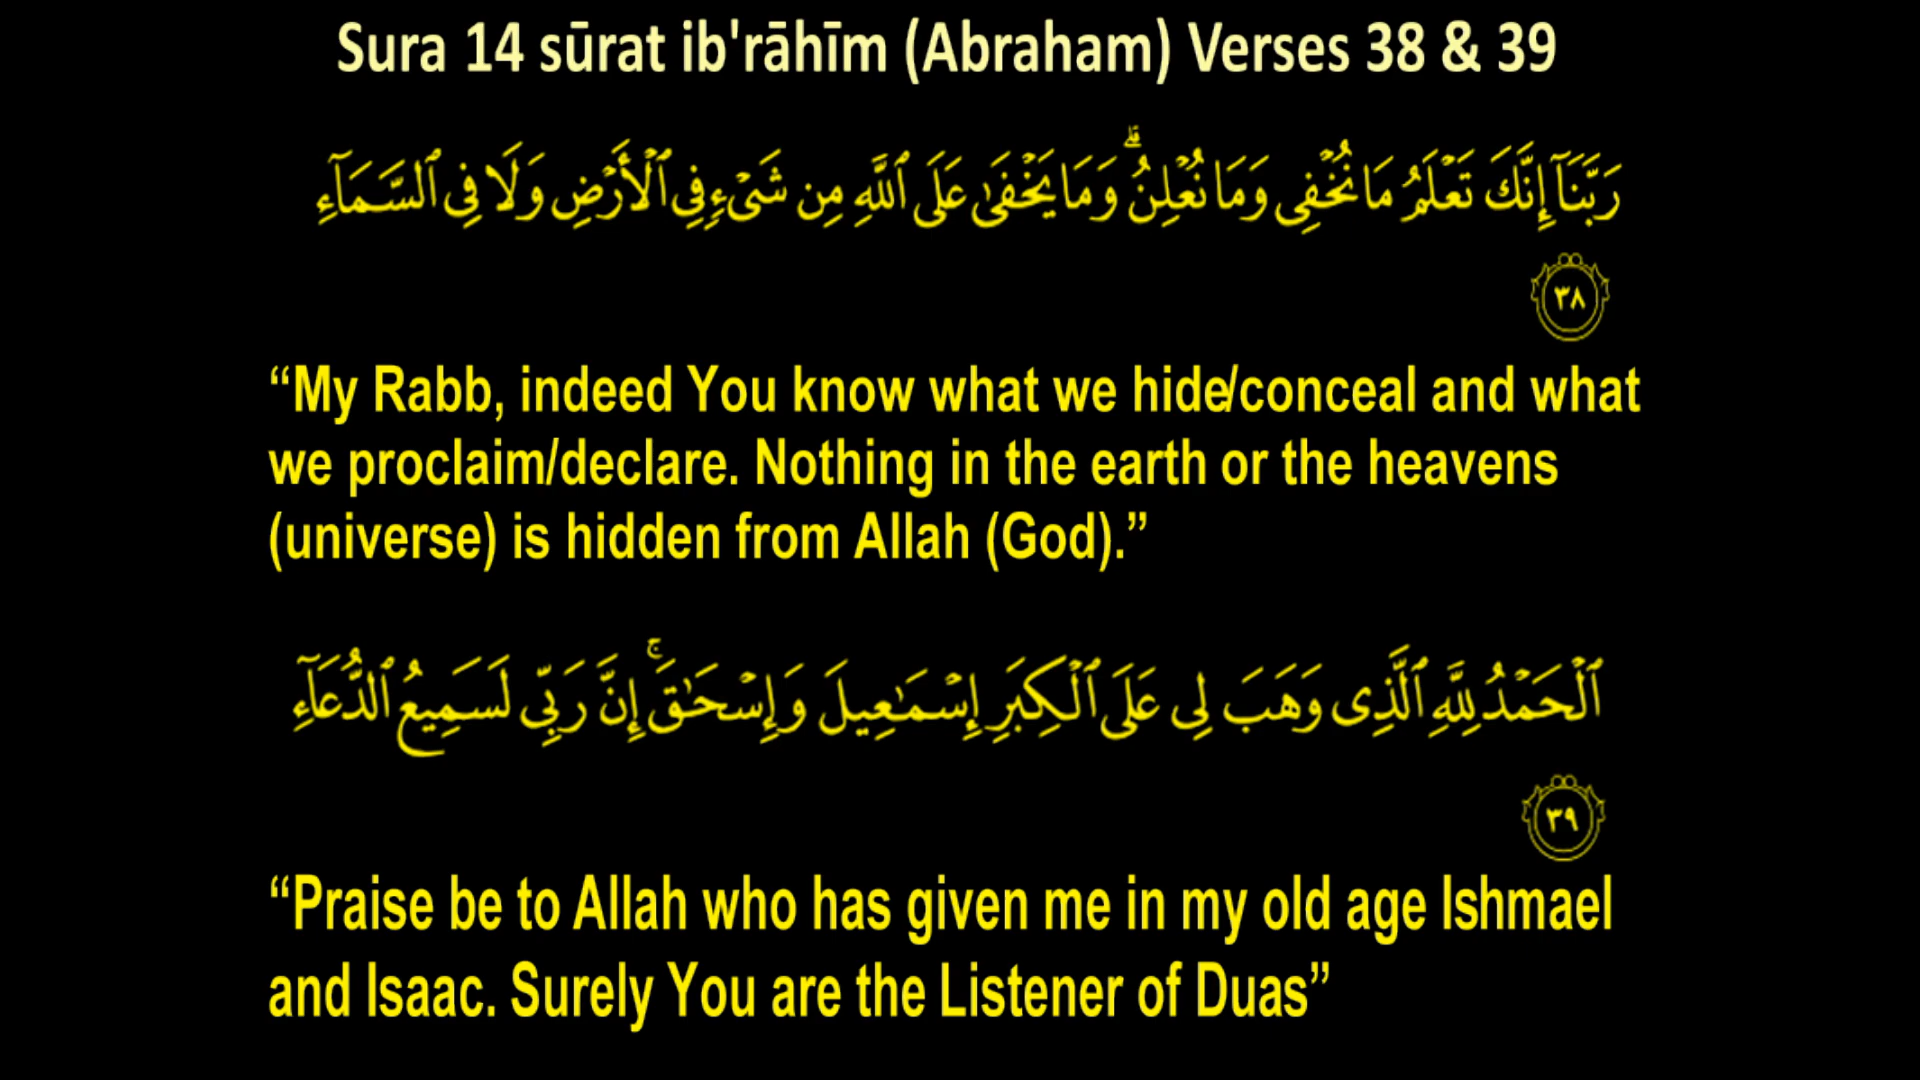 Sura 14 sūrat ib'rāhīm (Abraham) Verses 38 & 39
رَبَّنَآ إِنَّكَ تَعْلَمُ مَا نُخْفِى وَمَا نُعْلِنُ ۗ وَمَا يَخْفَىٰ عَلَى ٱللَّهِ مِن شَىْءٍ فِى ٱلْأَرْضِ وَلَا فِى ٱلسَّمَآءِ
٣٨
“My Rabb, indeed You know what we hide/conceal and what
we proclaim/declare. Nothing in the earth or the heavens
(universe) is hidden from Allah (God).”
ٱلْحَمْدُ لِلَّهِ ٱلَّذِى وَهَبَ لِى عَلَى ٱلْكِبَرِ إِسْمَٰعِيلَ وَإِسْحَٰقَ ۚ إِنَّ رَبِّى لَسَمِيعُ ٱلدُّعَآءِ
٣٩
“Praise be to Allah who has given me in my old age Ishmael
and Isaac. Surely You are the Listener of Duas”